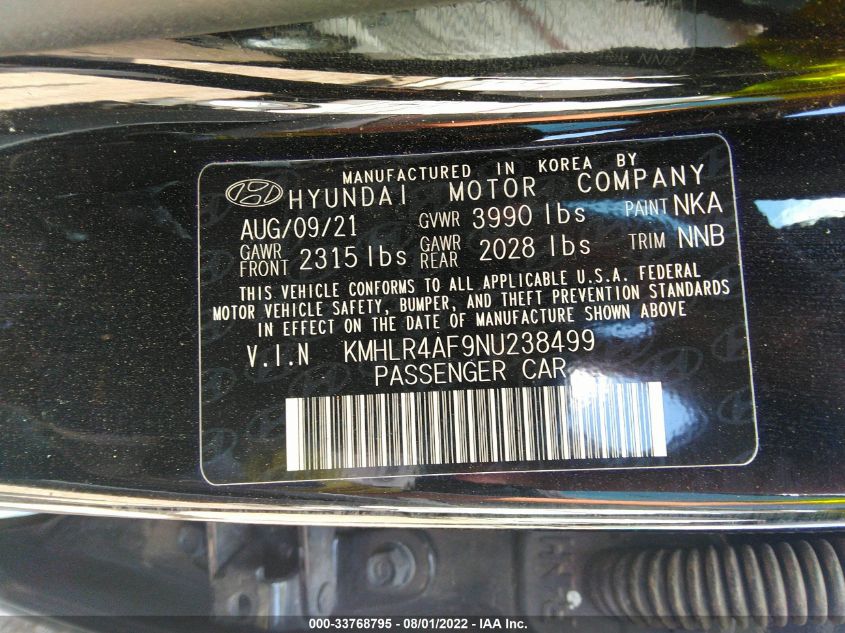 MANUFACTURED IN KOREA BY
HYUNDAI MOTOR COMPANY
AUG/09/21 GVWR 3990 lbs PAINT NKA
GAWR FRONT 2315 lbs GAWR REAR 2028 lbs TRIM NNB
THIS VEHICLE CONFORMS TO ALL APPLICABLE U.S.A. FEDERAL
MOTOR VEHICLE SAFETY, BUMPER, AND THEFT PREVENTION STANDARDS
IN EFFECT ON THE DATE OF MANUFACTURE SHOWN ABOVE
V.I.N KMHLR4AF9NU238499
PASSENGER CAR
000-33768795 - 08/01/2022 - IAA, Inc.